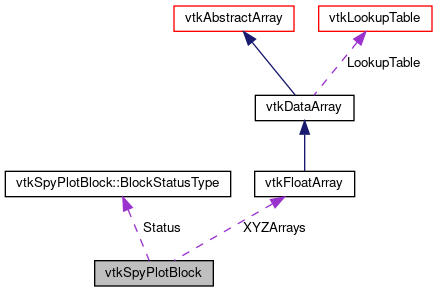 vtkAbstractArray
vtkLookupTable
LookupTable
vtkDataArray
vtkSpyPlotBlock::BlockStatusType
vtkFloatArray
Status
XYZArrays
vtkSpyPlotBlock